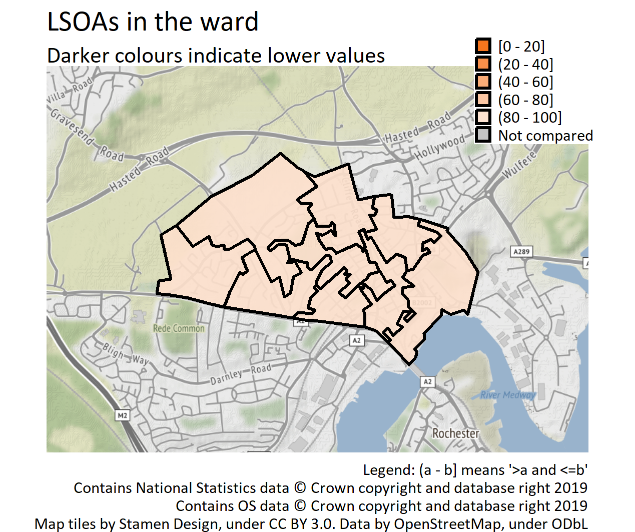 LSOAs in the ward
Darker colours indicate lower values
[0 - 20]
(20 - 40]
(40 - 60]
(60 - 80]
(80 - 100]
Not compared
Villa - Road
Gravesend Road
Hasted Road
Hasted Road
Hollywood
Wulfere
A289
Rede Common
Bligh Way
Darnley Road
A2
A2
M2
River Medway
Rochester
Legend: (a - b] means '>a and <=b'
Contains National Statistics data © Crown copyright and database right 2019
Contains OS data © Crown copyright and database right 2019
Map tiles by Stamen Design, under CC BY 3.0. Data by OpenStreetMap, under ODbL